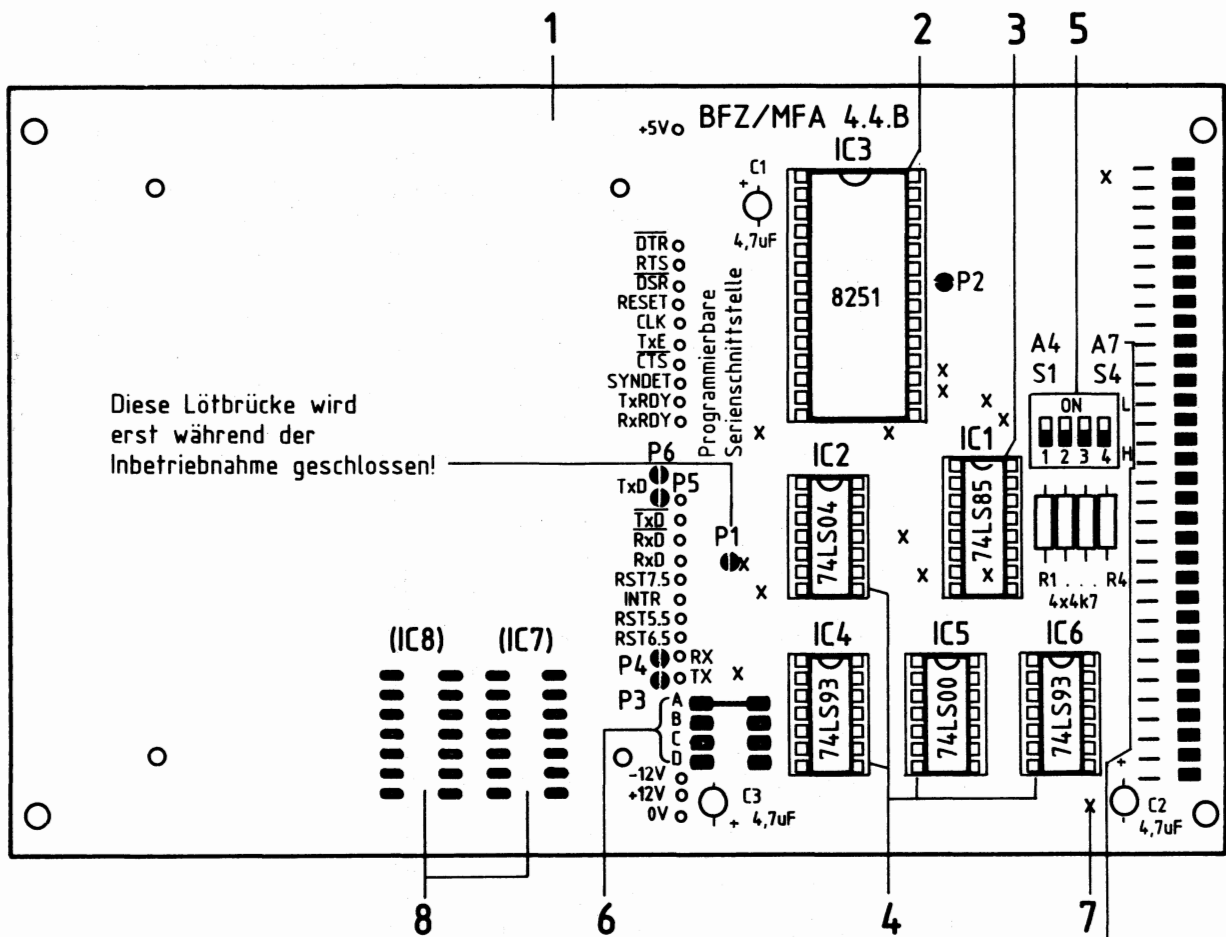 1 2 3 5
BFZ/MFA 4.4.B
+5V
IC3
C1
+
4,7uF
8251
P2
X
DTR
RTS
DSR
RESET
CLK
TxE
CTS
SYNDET
TxRDY
RxRDY
Programmierbare
Serienschnittstelle
A4 A7
S1 S4
ON
L
H
1 2 3 4
Diese Lötbrücke wird
erst während der
Inbetriebnahme geschlossen!
P6
TxD P5
TxD
RxD
RxD
RST7.5
INTR
RST5.5
RST6.5
P1
IC2
74LS04
IC1
74LS85
R1 . . . R4
4x4k7
(IC8) (IC7)
P4 RX
P3 TX
A
B
C
D
-12V
+12V
0V
C3
+ 4,7uF
IC4
74LS93
IC5
74LS00
IC6
74LS93
+
C2
4,7uF
X
8 6 4 7